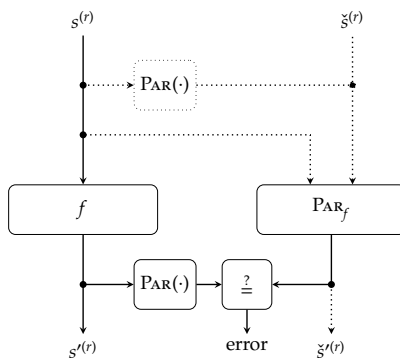 s⁽ʳ⁾ š⁽ʳ⁾
PAR(·)
f PAR_f
PAR(·) ?=
s′⁽ʳ⁾ error š′⁽ʳ⁾